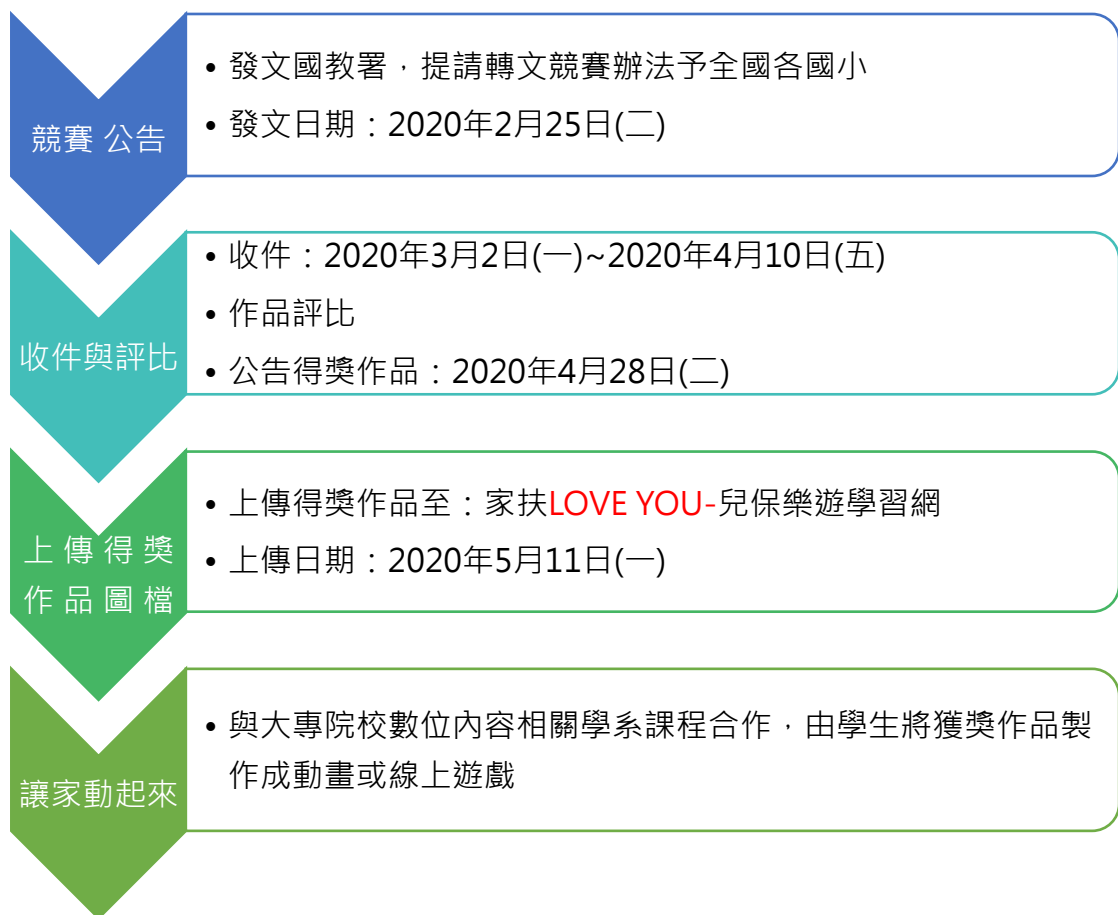 競賽 公告
• 發文國教署，提請轉文競賽辦法予全國各國小
• 發文日期：2020年2月25日(二)
收件與評比
• 收件：2020年3月2日(一)~2020年4月10日(五)
• 作品評比
• 公告得獎作品：2020年4月28日(二)
上傳得獎
作品圖檔
• 上傳得獎作品至：家扶LOVE YOU-兒保樂遊學習網
• 上傳日期：2020年5月11日(一)
讓家動起來
• 與大專院校數位內容相關學系課程合作，由學生將獲獎作品製
作成動畫或線上遊戲